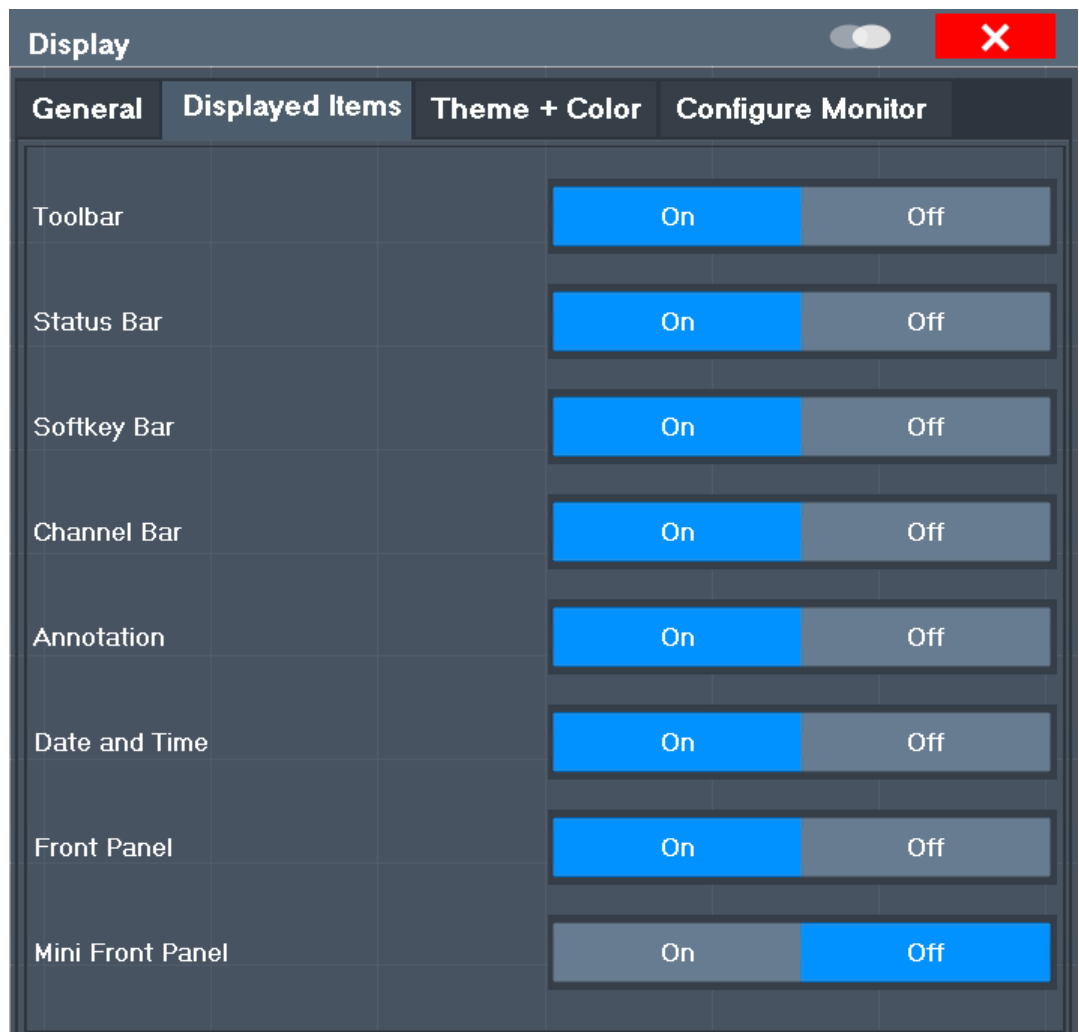 Display
General Displayed Items Theme + Color Configure Monitor
Toolbar On Off
Status Bar On Off
Softkey Bar On Off
Channel Bar On Off
Annotation On Off
Date and Time On Off
Front Panel On Off
Mini Front Panel On Off